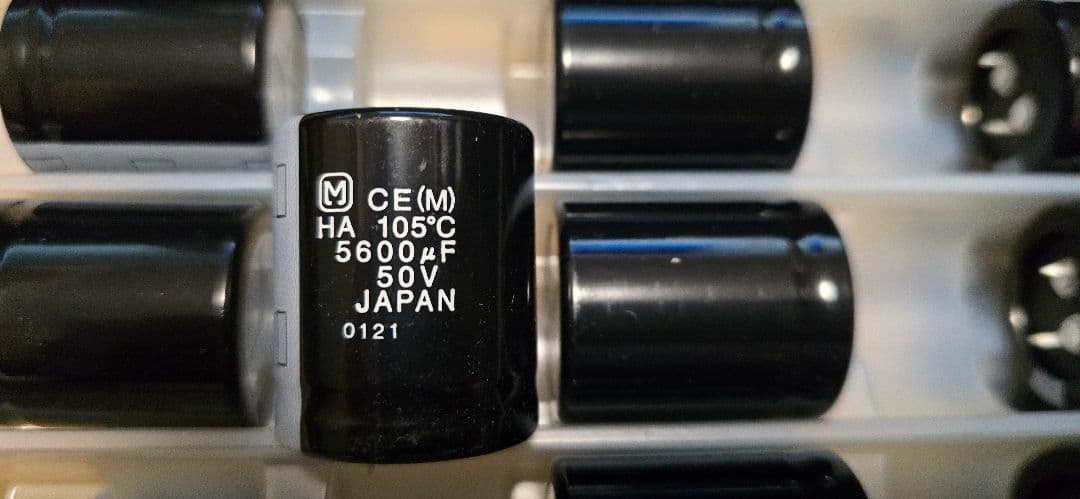 M CE(M)
HA 105°C
5600μF
50V
JAPAN
0121